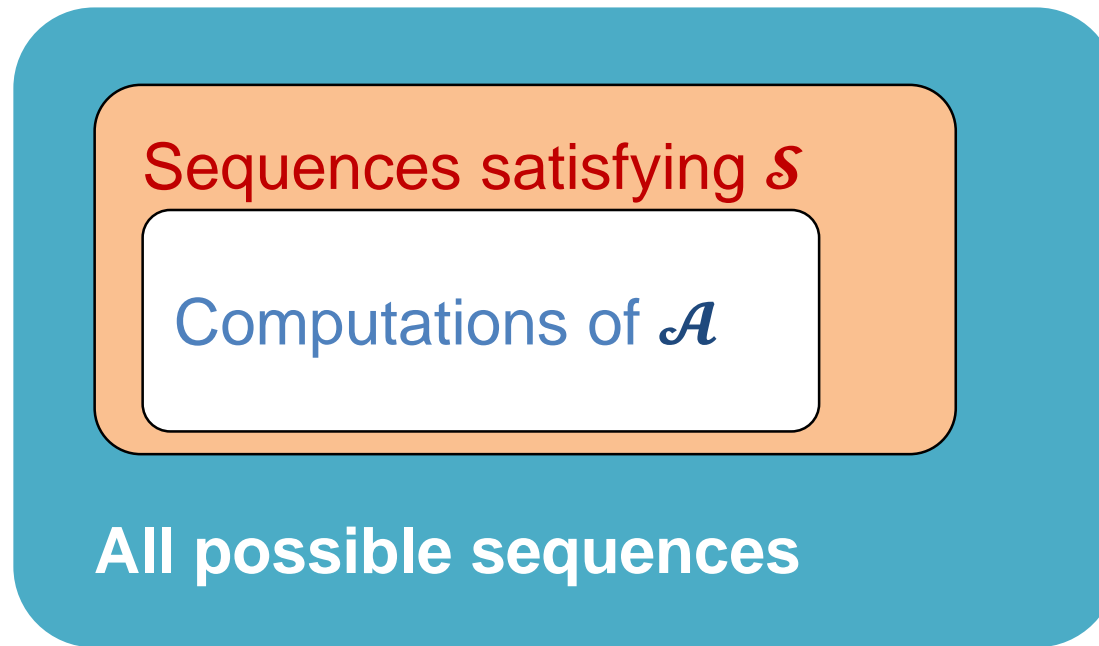 Sequences satisfying 𝓢
Computations of 𝓐
All possible sequences